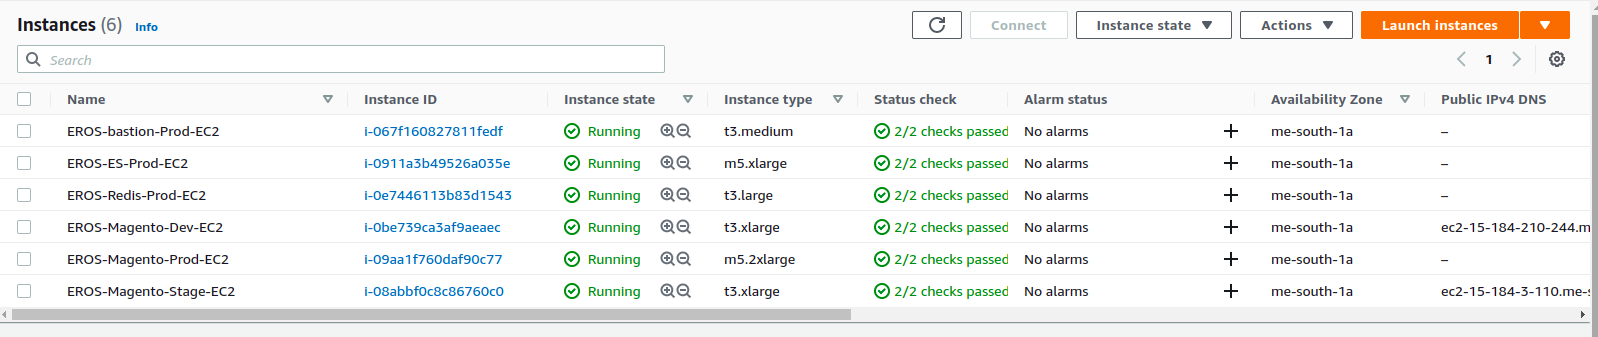 Instances (6) Info Connect Instance state Actions Launch instances
Search 1
Name Instance ID Instance state Instance type Status check Alarm status Availability Zone Public IPv4 DNS
EROS-bastion-Prod-EC2 i-067f160827811fedf Running t3.medium 2/2 checks passed No alarms me-south-1a –
EROS-ES-Prod-EC2 i-0911a3b49526a035e Running m5.xlarge 2/2 checks passed No alarms me-south-1a –
EROS-Redis-Prod-EC2 i-0e7446113b83d1543 Running t3.large 2/2 checks passed No alarms me-south-1a –
EROS-Magento-Dev-EC2 i-0be739ca3af9aeaec Running t3.xlarge 2/2 checks passed No alarms me-south-1a ec2-15-184-210-244.m
EROS-Magento-Prod-EC2 i-09aa1f760daf90c77 Running m5.2xlarge 2/2 checks passed No alarms me-south-1a –
EROS-Magento-Stage-EC2 i-08abbf0c8c86760c0 Running t3.xlarge 2/2 checks passed No alarms me-south-1a ec2-15-184-3-110.me-s